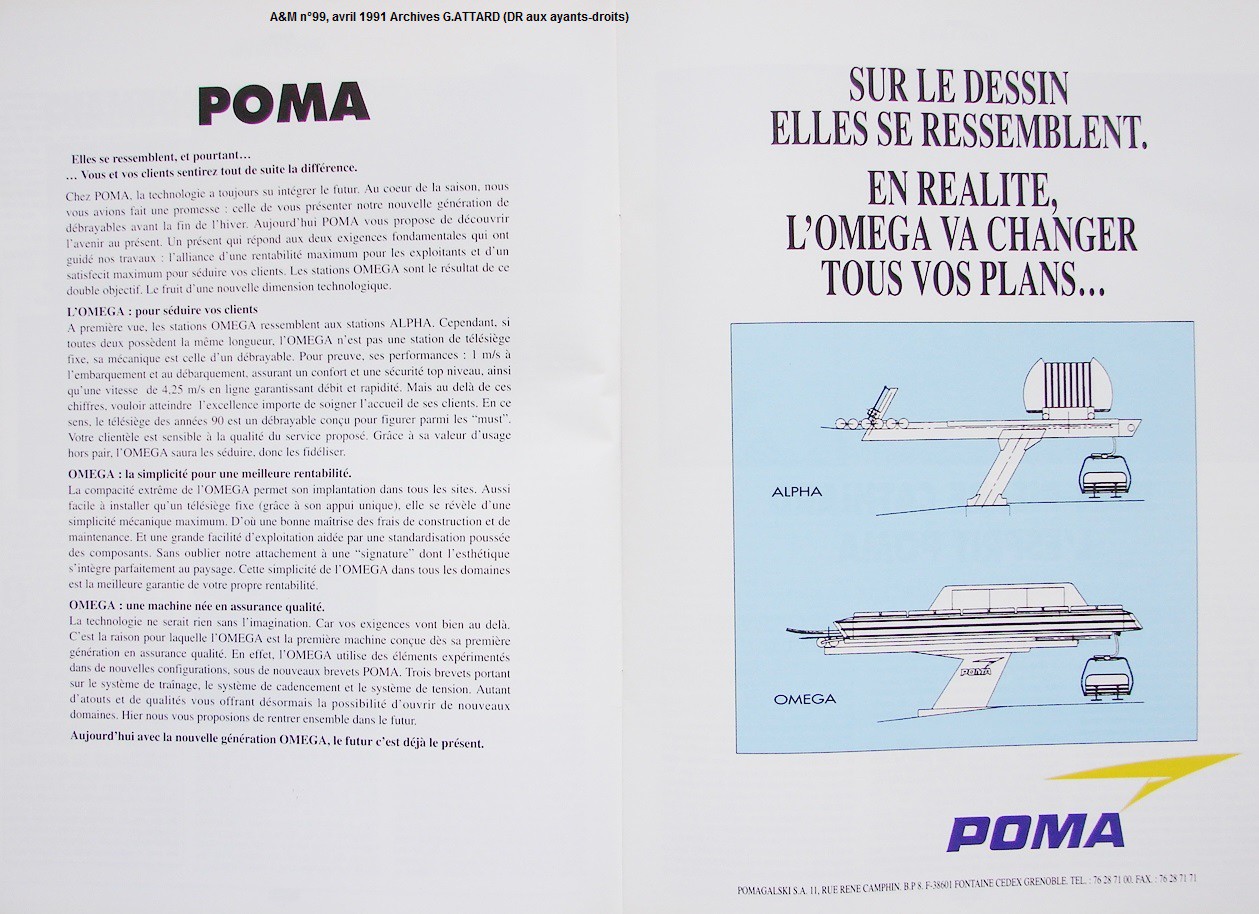 A&M n°99, avril 1991 Archives G.ATTARD (DR aux ayants-droits)
POMA
Elles se ressemblent, et pourtant…
… Vous et vos clients sentirez tout de suite la différence.
Chez POMA, la technologie a toujours su intégrer le futur. Au coeur de la saison, nous
vous avions fait une promesse : celle de vous présenter notre nouvelle génération de
débrayables avant la fin de l'hiver. Aujourd'hui POMA vous propose de découvrir
l'avenir au présent. Un présent qui répond aux deux exigences fondamentales qui ont
guidé nos travaux : l'alliance d'une rentabilité maximum pour les exploitants et d'un
satisfecit maximum pour séduire vos clients. Les stations OMEGA sont le résultat de ce
double objectif. Le fruit d'une nouvelle dimension technologique.
L'OMEGA : pour séduire vos clients
A première vue, les stations OMEGA ressemblent aux stations ALPHA. Cependant, si
toutes deux possèdent la même longueur, l'OMEGA n'est pas une station de télésiège
fixe, sa mécanique est celle d'un débrayable. Pour preuve, ses performances : 1 m/s à
l'embarquement et au débarquement, assurant un confort et une sécurité top niveau, ainsi
qu'une vitesse de 4,25 m/s en ligne garantissant débit et rapidité. Mais au delà de ces
chiffres, vouloir atteindre l'excellence importe de soigner l'accueil de ses clients. En ce
sens, le télésiège des années 90 est un débrayable conçu pour figurer parmi les "must".
Votre clientèle est sensible à la qualité du service proposé. Grâce à sa valeur d'usage
hors pair, l'OMEGA saura les séduire, donc les fidéliser.
OMEGA : la simplicité pour une meilleure rentabilité.
La compacité extrême de l'OMEGA permet son implantation dans tous les sites. Aussi
facile à installer qu'un télésiège fixe (grâce à son appui unique), elle se révèle d'une
simplicité mécanique maximum. D'où une bonne maîtrise des frais de construction et de
maintenance. Et une grande facilité d'exploitation aidée par une standardisation poussée
des composants. Sans oublier notre attachement à une "signature" dont l'esthétique
s'intègre parfaitement au paysage. Cette simplicité de l'OMEGA dans tous les domaines
est la meilleure garantie de votre propre rentabilité.
OMEGA : une machine née en assurance qualité.
La technologie ne serait rien sans l'imagination. Car vos exigences vont bien au delà.
C'est la raison pour laquelle l'OMEGA est la première machine conçue dès sa première
génération en assurance qualité. En effet, l'OMEGA utilise des éléments expérimentés
dans de nouvelles configurations, sous de nouveaux brevets POMA. Trois brevets portant
sur le système de traînage, le système de cadencement et le système de tension. Autant
d'atouts et de qualités vous offrant désormais la possibilité d'ouvrir de nouveaux
domaines. Hier nous vous proposions de rentrer ensemble dans le futur.
Aujourd'hui avec la nouvelle génération OMEGA, le futur c'est déjà le présent.
SUR LE DESSIN
ELLES SE RESSEMBLENT.
EN REALITE,
L'OMEGA VA CHANGER
TOUS VOS PLANS...
ALPHA
POMA
OMEGA
POMA
POMAGALSKI S.A. 11, RUE RENE CAMPHIN. B.P 8. F-38601 FONTAINE CEDEX GRENOBLE. TEL. : 76 28 71 00. FAX. : 76 28 71 71